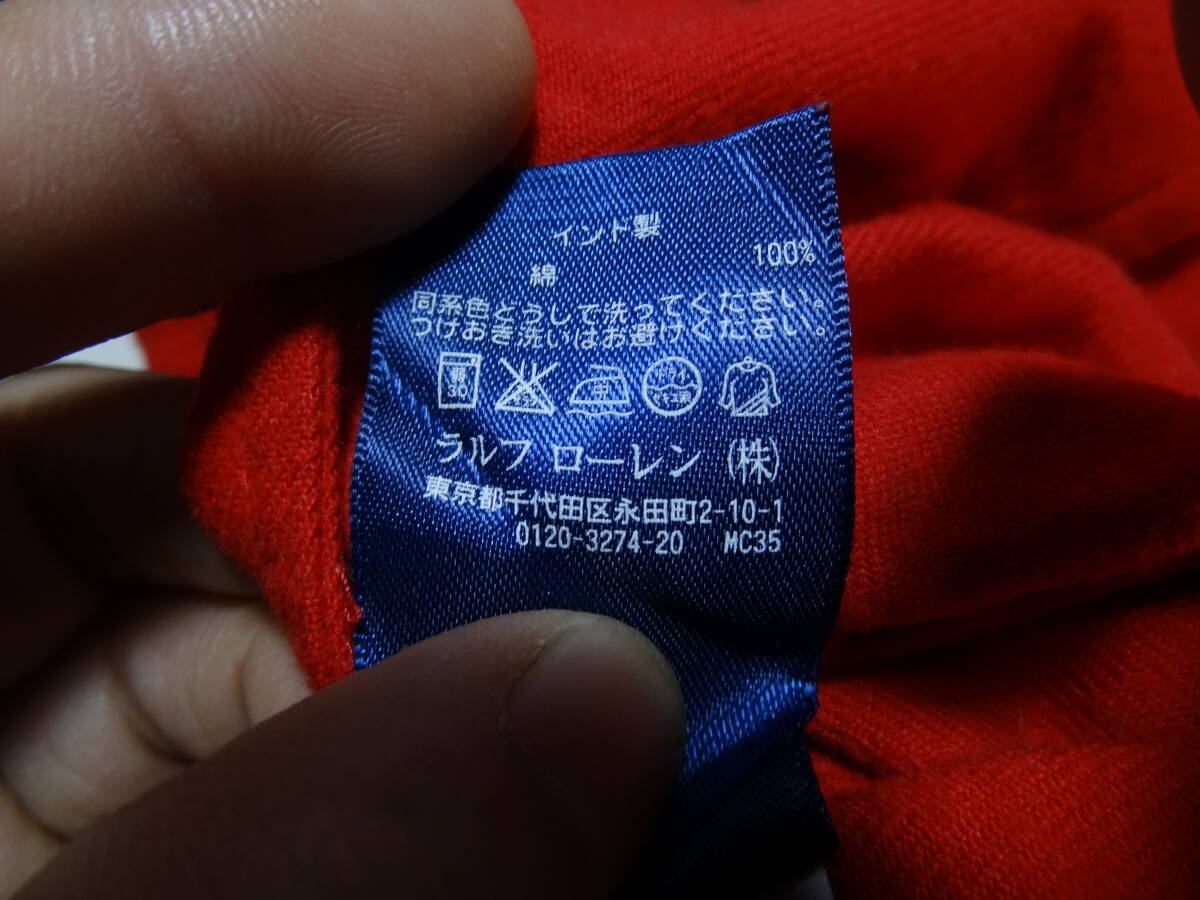 インド製
綿 100%
同系色どうしで洗ってください。
つけおき洗いはお避けください。
ラルフ ローレン (株)
東京都千代田区永田町2-10-1
0120-3274-20 MC35